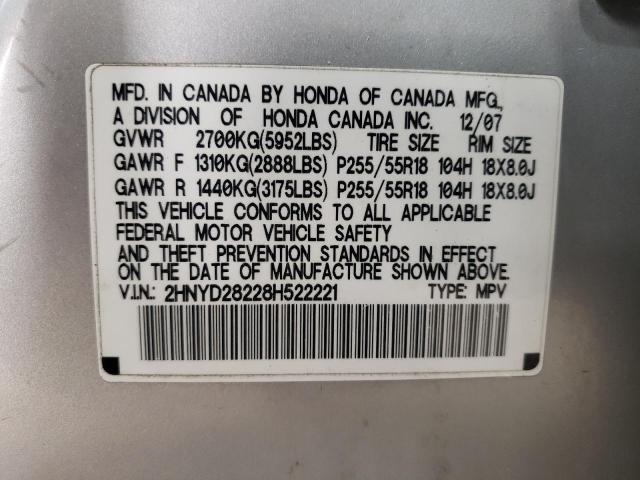 MFD. IN CANADA BY HONDA OF CANADA MFG.,
A DIVISION OF HONDA CANADA INC. 12/07
GVWR 2700KG(5952LBS) TIRE SIZE RIM SIZE
GAWR F 1310KG(2888LBS) P255/55R18 104H 18X8.0J
GAWR R 1440KG(3175LBS) P255/55R18 104H 18X8.0J
THIS VEHICLE CONFORMS TO ALL APPLICABLE
FEDERAL MOTOR VEHICLE SAFETY
AND THEFT PREVENTION STANDARDS IN EFFECT
ON THE DATE OF MANUFACTURE SHOWN ABOVE.
V.I.N.: 2HNYD28228H522221 TYPE: MPV